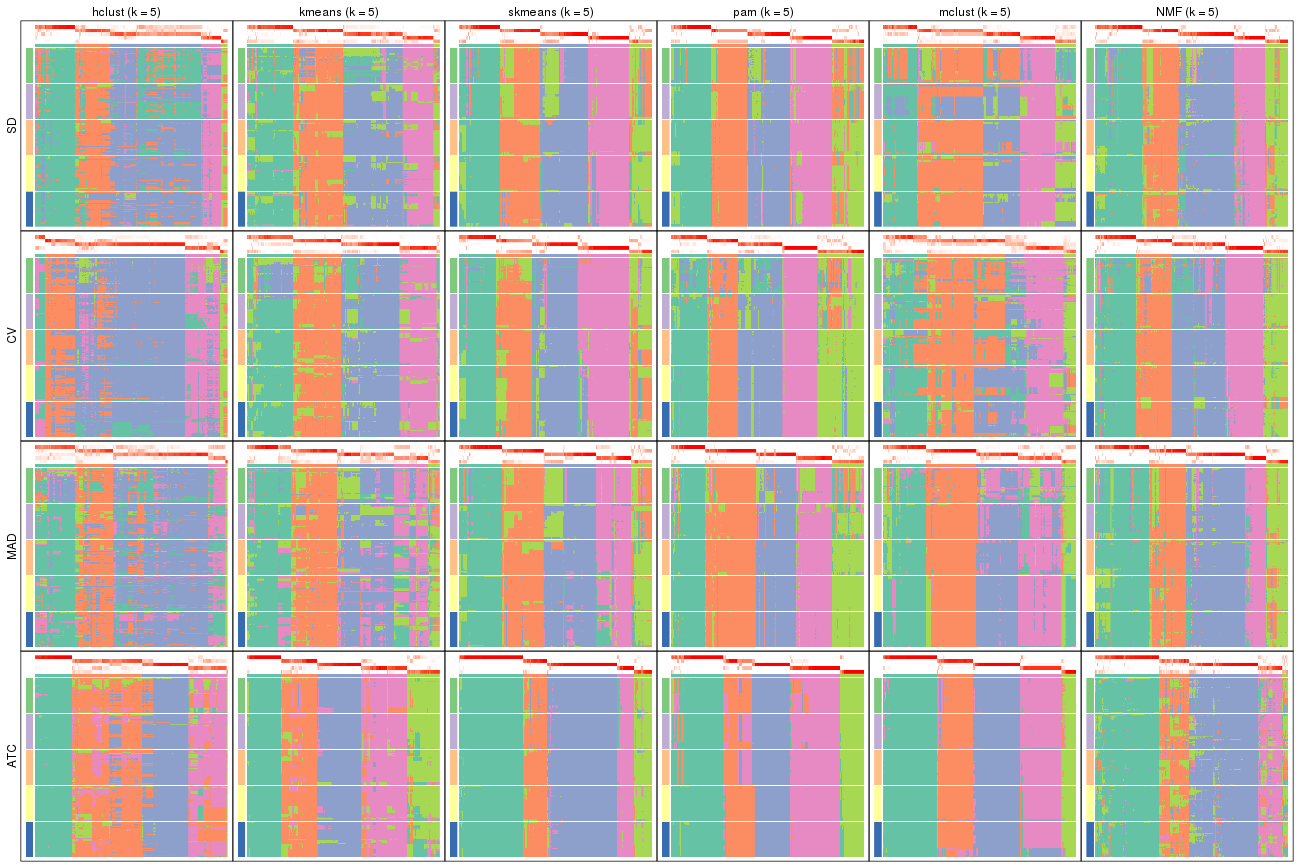 hclust (k = 5)
kmeans (k = 5)
skmeans (k = 5)
pam (k = 5)
mclust (k = 5)
NMF (k = 5)
SD
CV
MAD
ATC